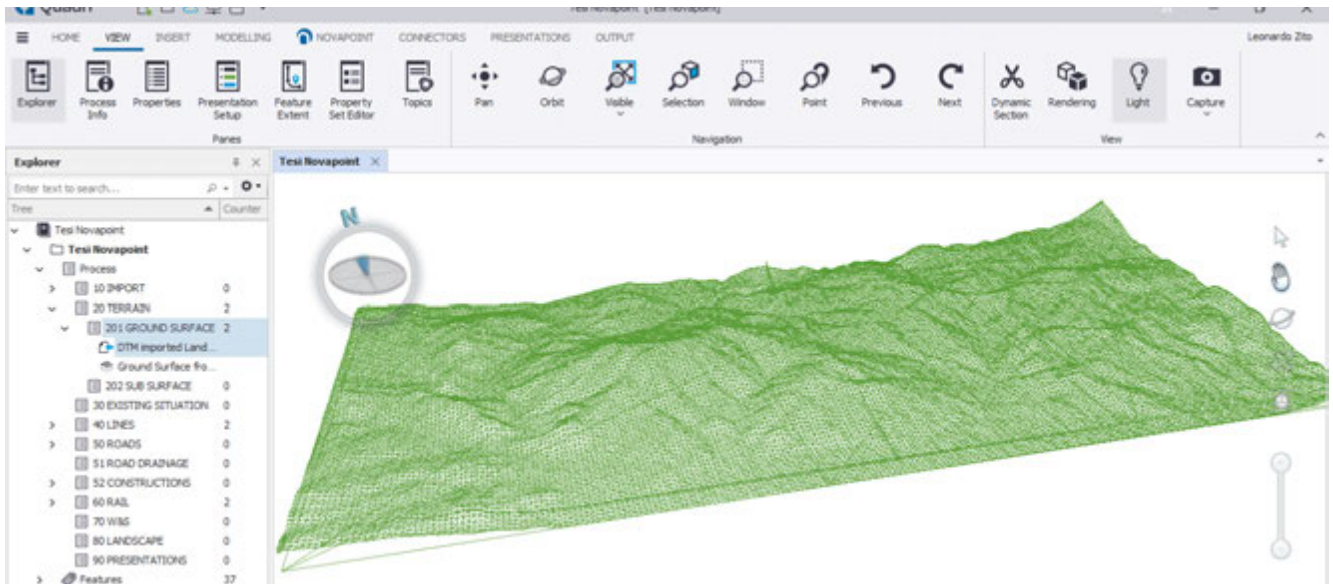 Quadri
Tesi Novapoint [Tesi Novapoint]
HOME VIEW INSERT MODELLING NOVAPOINT CONNECTORS PRESENTATIONS OUTPUT Leonardo Zito
Explorer Process Info Properties Presentation Setup Feature Extent Property Set Editor Topics Pan Orbit Visible Selection Window Point Previous Next Dynamic Section Rendering Light Capture
Panes Navigation View
Explorer
Tesi Novapoint
Enter text to search...
Tree Counter
N
Tesi Novapoint
Tesi Novapoint
Process
10 IMPORT 0
20 TERRAIN 2
201 GROUND SURFACE 2
DTM imported Land...
Ground Surface fro...
202 SUB SURFACE 0
30 EXISTING SITUATION 0
40 LINES 2
50 ROADS 0
51 ROAD DRAINAGE 0
52 CONSTRUCTIONS 0
60 RAIL 2
70 W&S 0
80 LANDSCAPE 0
90 PRESENTATIONS 0
Features 37